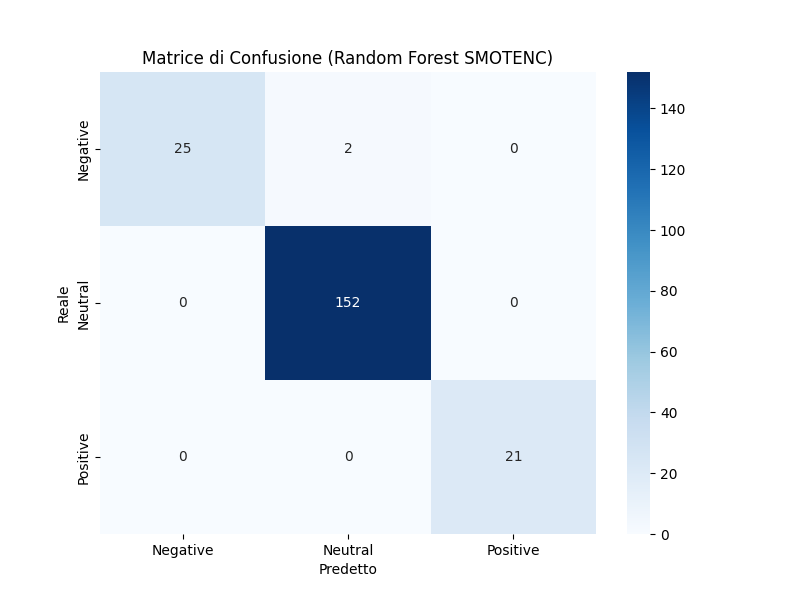 Matrice di Confusione (Random Forest SMOTENC)
Negative
25 2 0
140
120
100
80
60
40
20
0
Reale
Neutral
0 152 0
Positive
0 0 21
Negative Neutral Positive
Predetto